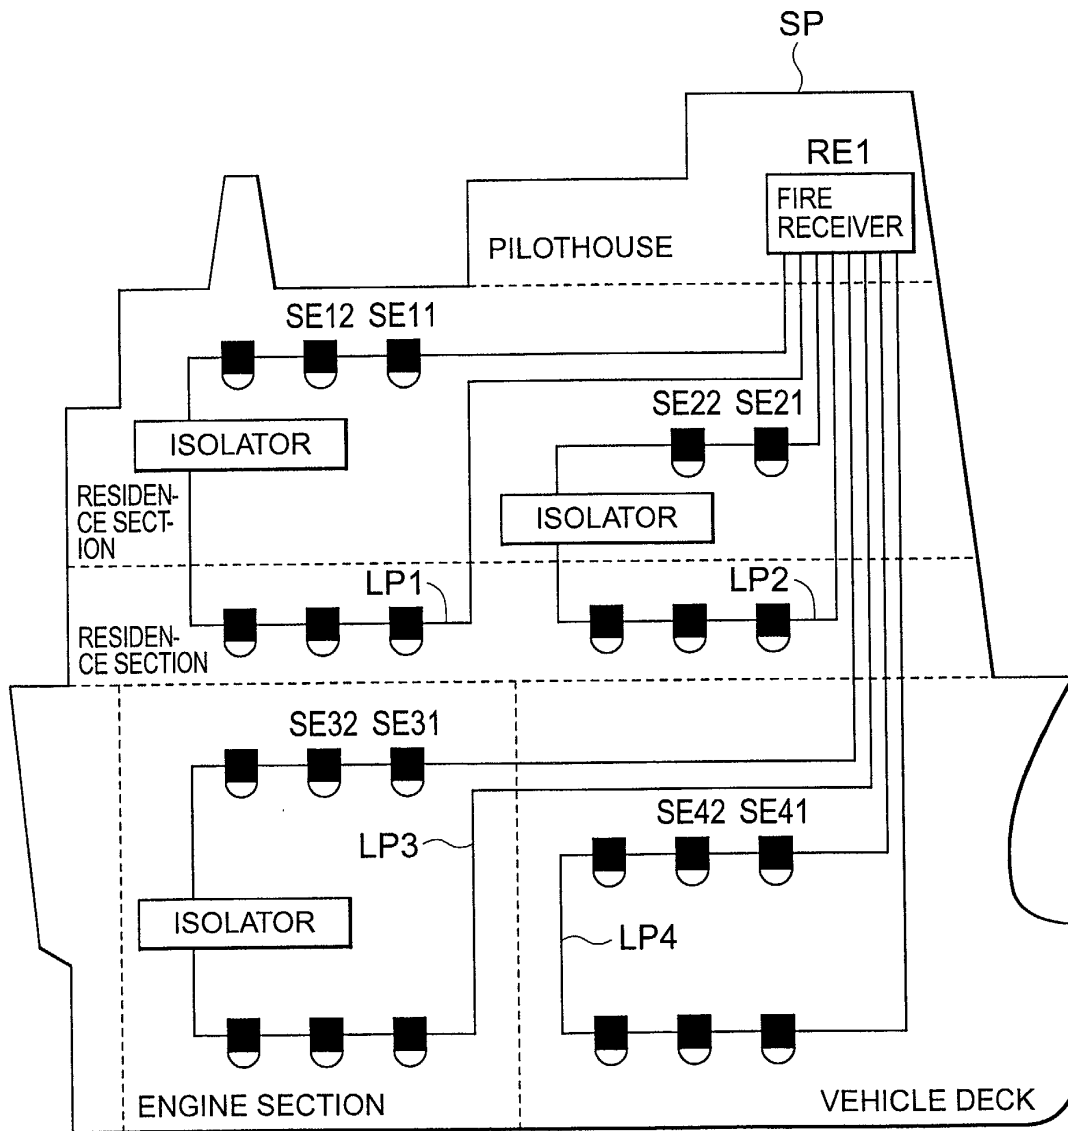 SP
RE1
FIRE
RECEIVER
PILOTHOUSE
SE12 SE11
SE22 SE21
ISOLATOR
RESIDEN-
CE SECT-
ION
ISOLATOR
LP1
LP2
RESIDEN-
CE SECTION
SE32 SE31
SE42 SE41
LP3
ISOLATOR
LP4
ENGINE SECTION
VEHICLE DECK